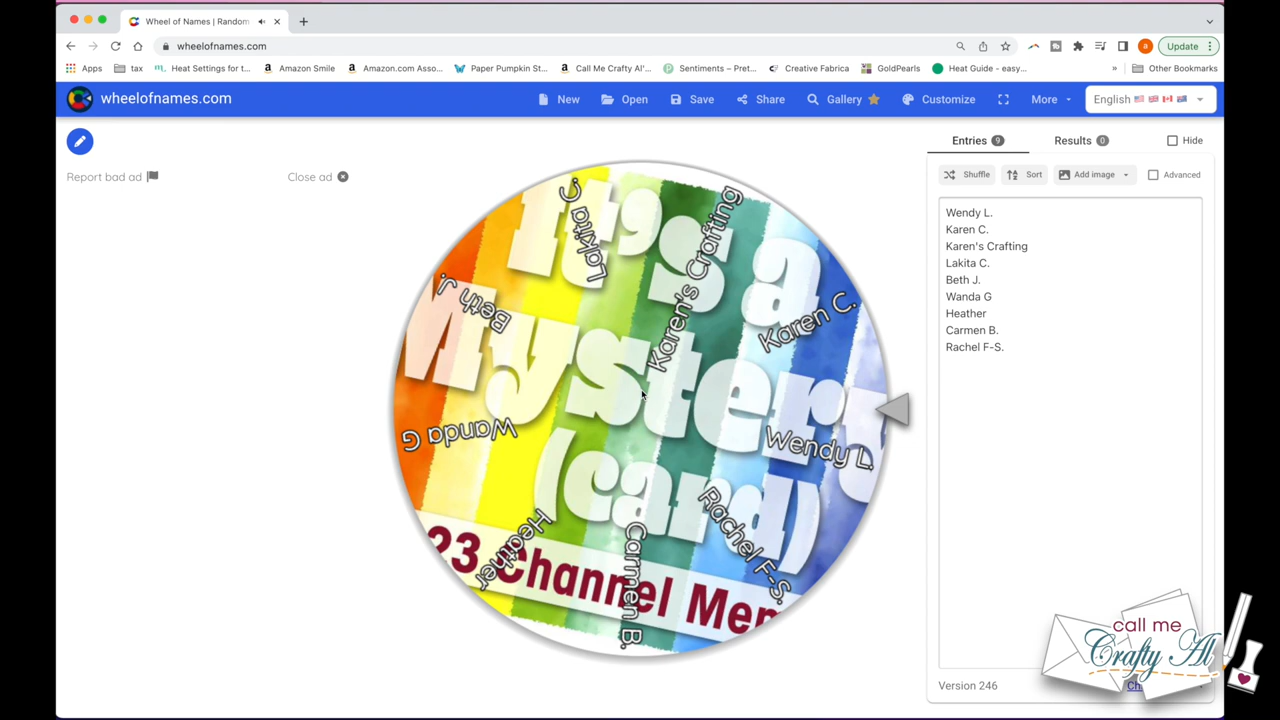 Wheel of Names | Random
wheelofnames.com
Update
Apps
tax
Heat Settings for t...
Amazon Smile
Amazon.com Asso...
Paper Pumpkin St...
Call Me Crafty Al'...
Sentiments – Pret...
Creative Fabrica
GoldPearls
Heat Guide - easy...
»
Other Bookmarks
wheelofnames.com
New
Open
Save
Share
Gallery
Customize
More
English
Report bad ad
Close ad
Entries 9
Results 0
Hide
Shuffle
Sort
Add image
Advanced
Wendy L.
Karen C.
Karen's Crafting
Lakita C.
Beth J.
Wanda G
Heather
Carmen B.
Rachel F-S.
It's a
Mystery
(card)
23 Channel Mem
Lakita C.
Karen's Crafting
Karen C.
Beth J.
Wanda G
Wendy L.
Heather
Carmen B.
Rachel F-S.
Version 246
call me
Crafty Al